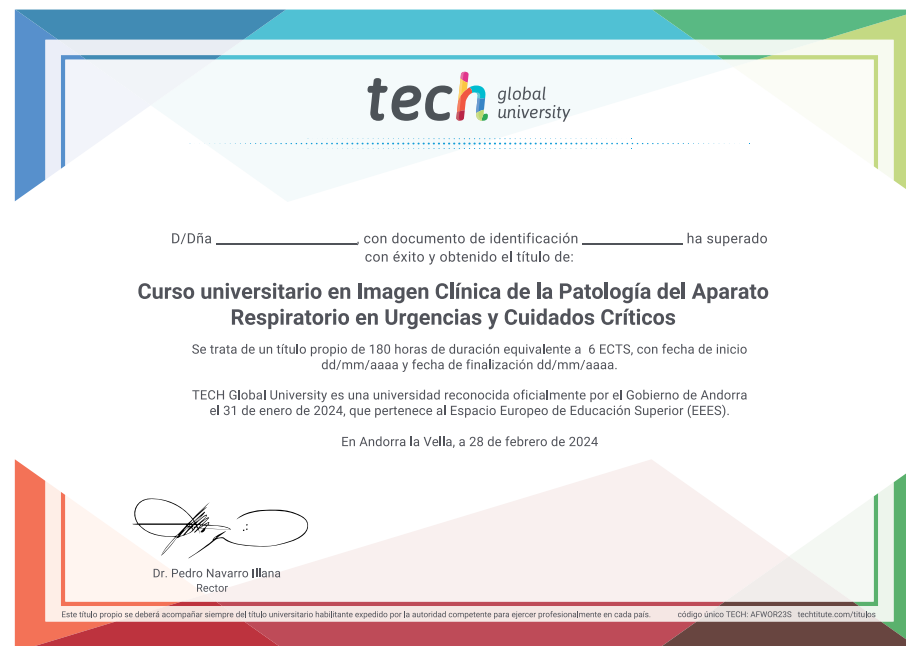 tech global university
D/Dña ____________________, con documento de identificación ______________ ha superado
con éxito y obtenido el título de:
Curso universitario en Imagen Clínica de la Patología del Aparato
Respiratorio en Urgencias y Cuidados Críticos
Se trata de un título propio de 180 horas de duración equivalente a 6 ECTS, con fecha de inicio
dd/mm/aaaa y fecha de finalización dd/mm/aaaa.
TECH Global University es una universidad reconocida oficialmente por el Gobierno de Andorra
el 31 de enero de 2024, que pertenece al Espacio Europeo de Educación Superior (EEES).
En Andorra la Vella, a 28 de febrero de 2024
Dr. Pedro Navarro Illana
Rector
Este título propio se deberá acompañar siempre del título universitario habilitante expedido por la autoridad competente para ejercer profesionalmente en cada país. código único TECH: AFWOR23S techtitute.com/titulos